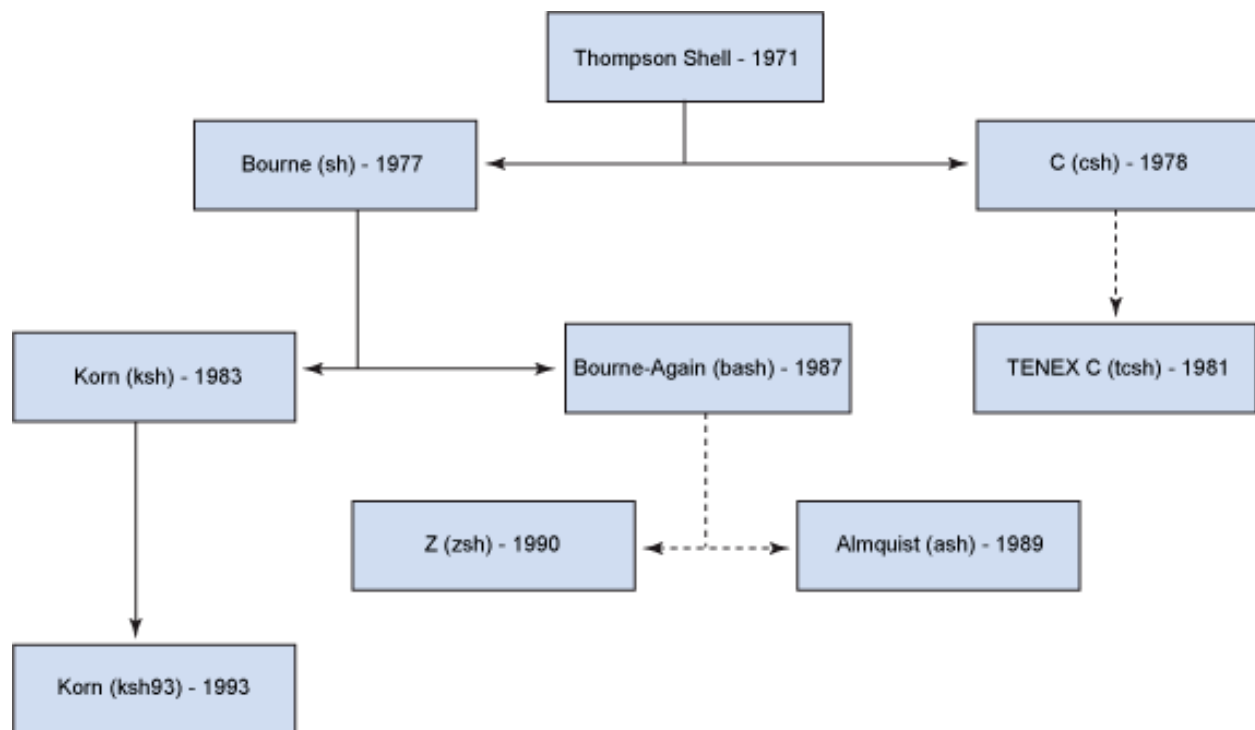 Thompson Shell - 1971
Bourne (sh) - 1977
C (csh) - 1978
Korn (ksh) - 1983
Bourne-Again (bash) - 1987
TENEX C (tcsh) - 1981
Z (zsh) - 1990
Almquist (ash) - 1989
Korn (ksh93) - 1993